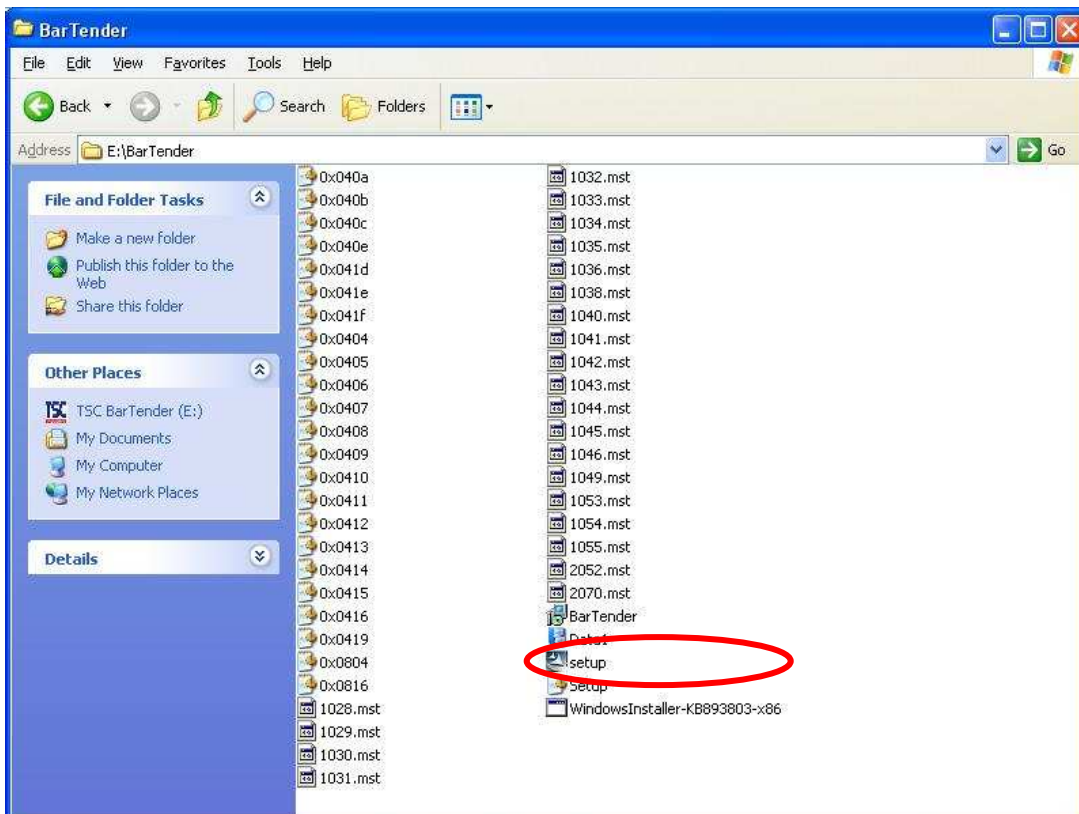 BarTender
File Edit View Favorites Tools Help
Back Search Folders
Address E:\BarTender Go
File and Folder Tasks
Make a new folder
Publish this folder to the
Web
Share this folder
Other Places
TSC TSC BarTender (E:)
My Documents
My Computer
My Network Places
Details
0x040a
0x040b
0x040c
0x040e
0x041d
0x041e
0x041f
0x0404
0x0405
0x0406
0x0407
0x0408
0x0409
0x0410
0x0411
0x0412
0x0413
0x0414
0x0415
0x0416
0x0419
0x0804
0x0816
1028.mst
1029.mst
1030.mst
1031.mst
1032.mst
1033.mst
1034.mst
1035.mst
1036.mst
1038.mst
1040.mst
1041.mst
1042.mst
1043.mst
1044.mst
1045.mst
1046.mst
1049.mst
1053.mst
1054.mst
1055.mst
2052.mst
2070.mst
BarTender
Data1
setup
Setup
WindowsInstaller-KB893803-x86